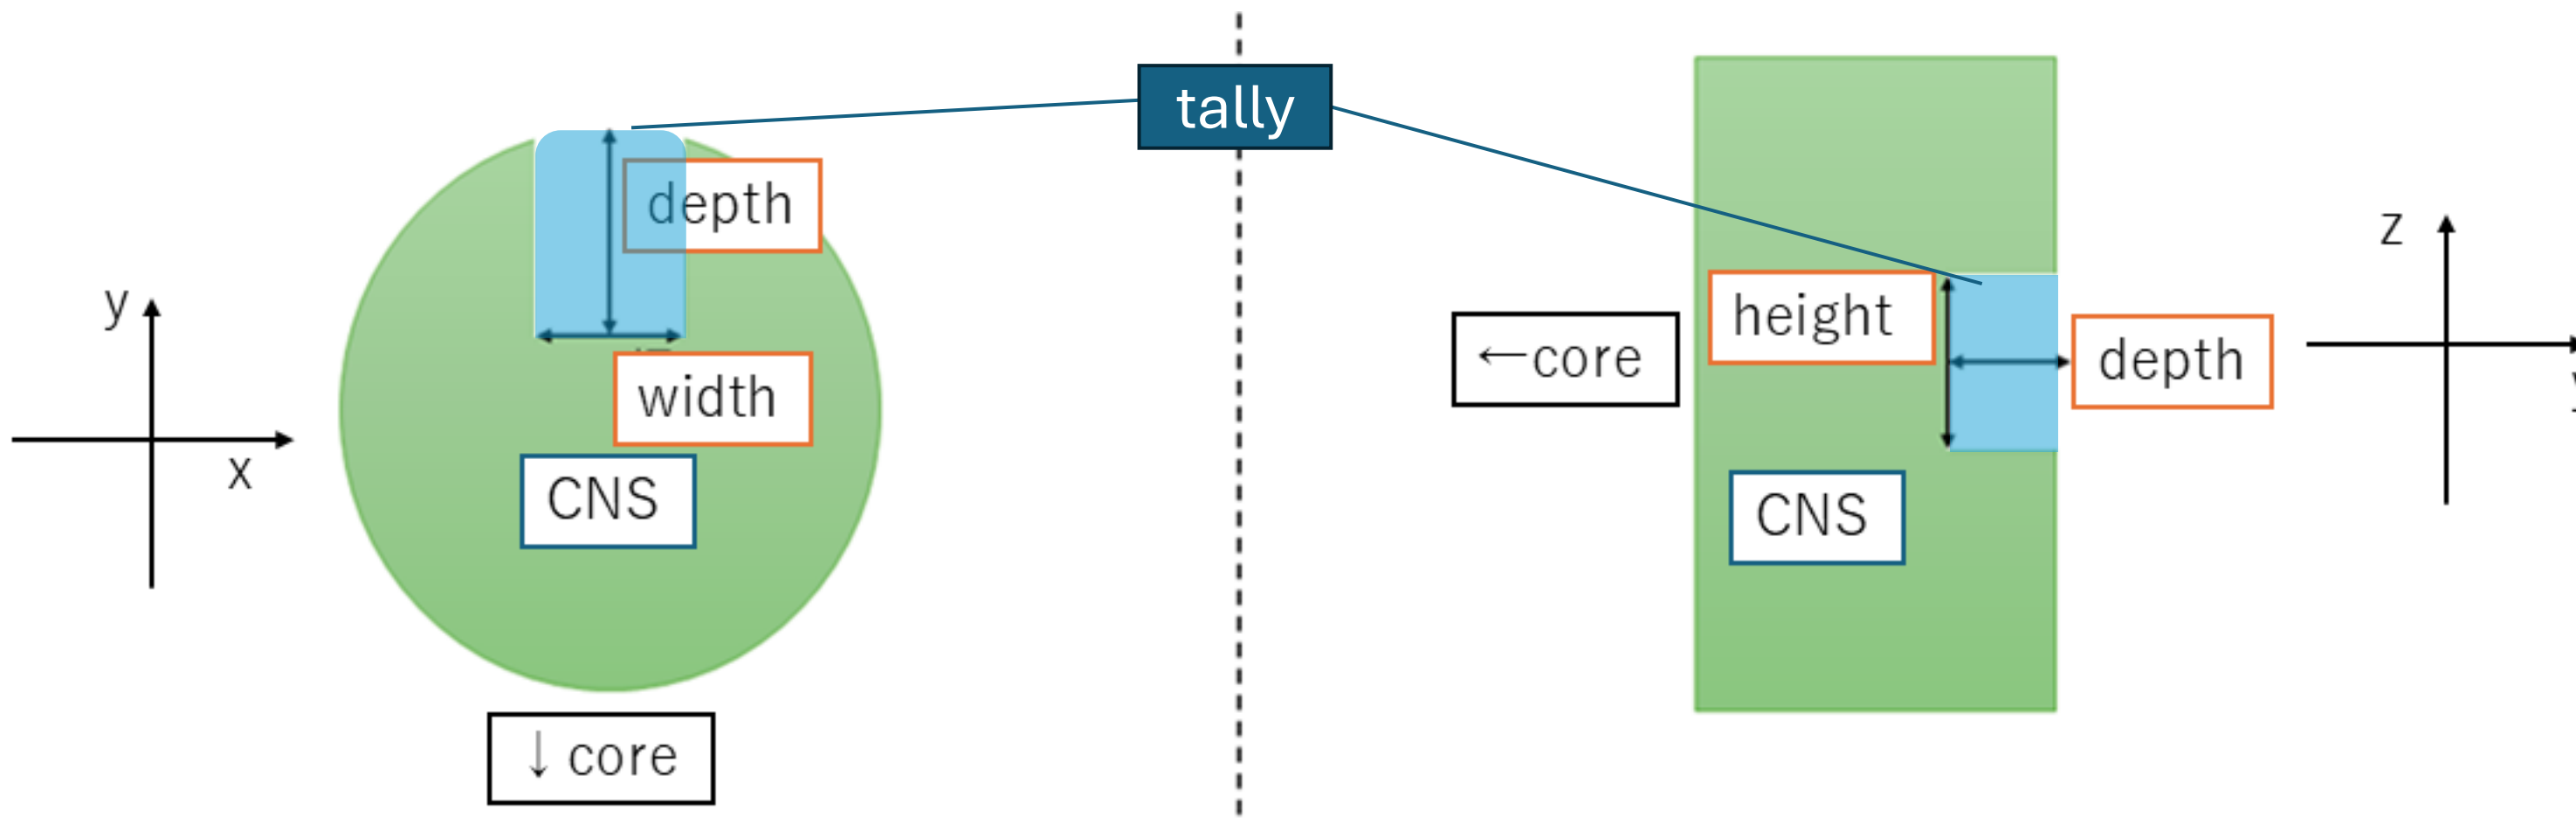 tally
depth
y
x
width
CNS
↓ core
z
height
←core
depth
CNS